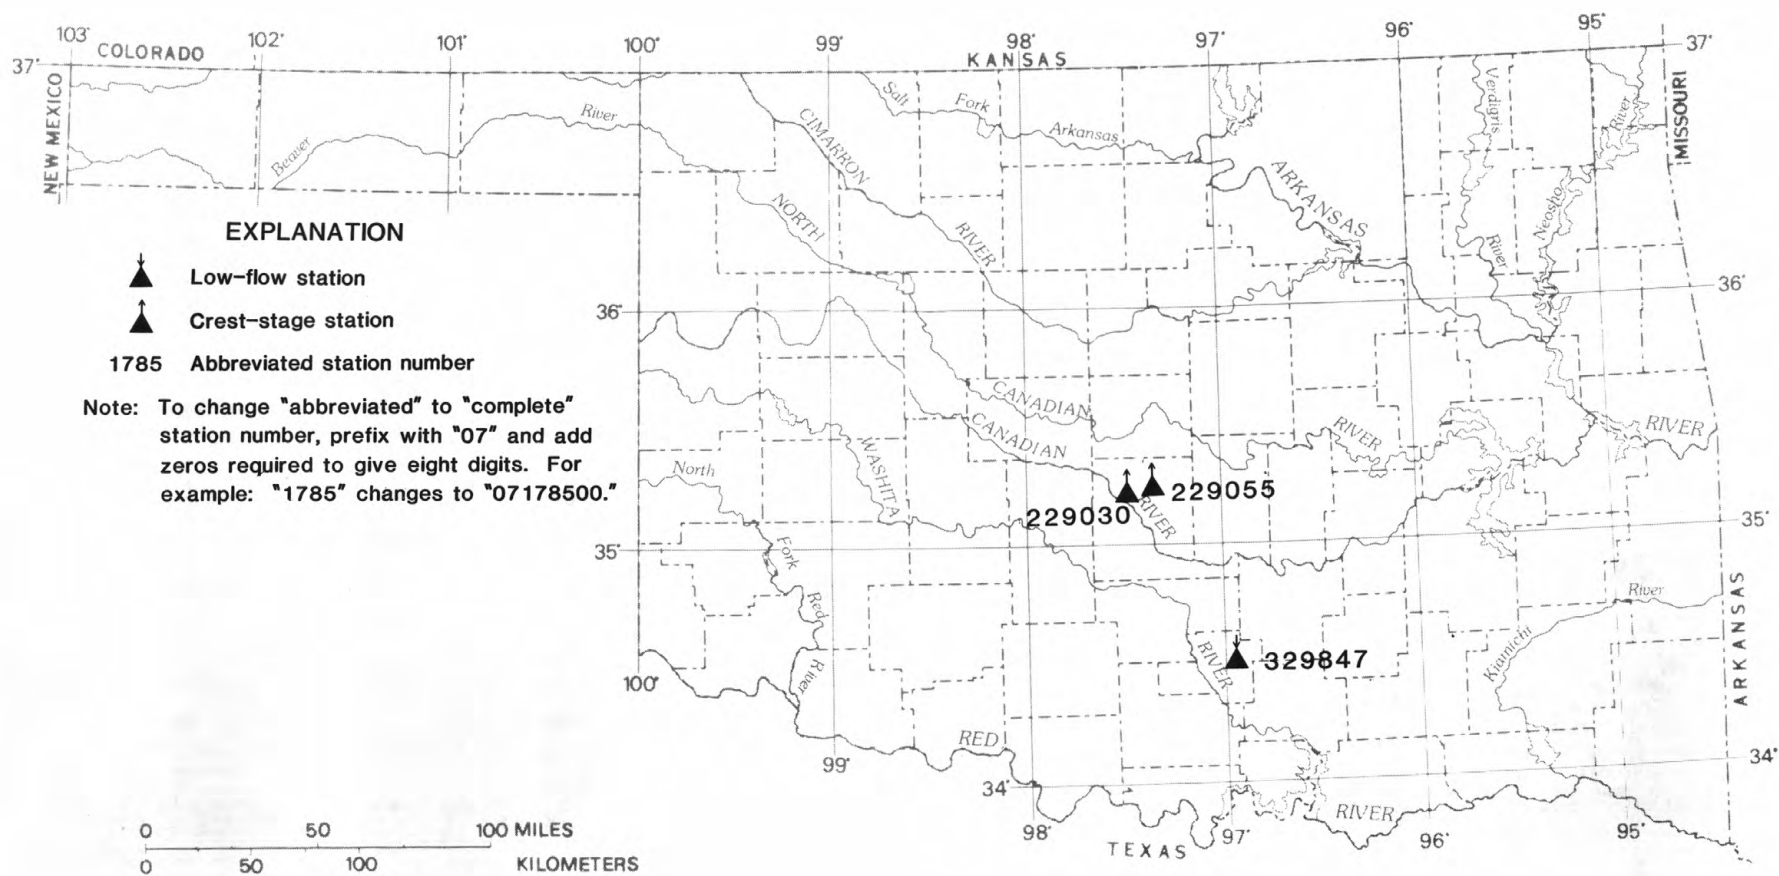 103° 102° 101° 100° 99° 98° 97° 96° 95°
COLORADO
KANSAS
37° 37°
NEW MEXICO
MISSOURI
Beaver River
CIMARRON RIVER
Salt Fork Arkansas
ARKANSAS
Verdigris River
Neosho River
NORTH CANADIAN RIVER
EXPLANATION
Low-flow station
Crest-stage station
1785 Abbreviated station number
Note: To change "abbreviated" to "complete"
station number, prefix with "07" and add
zeros required to give eight digits. For
example: "1785" changes to "07178500."
36° 36°
CANADIAN RIVER
RIVER
WASHITA RIVER
North Fork Red River
229030
229055
329847
35° 35°
Kiamichi River
ARKANSAS
100°
99°
RED RIVER
34° 34°
98° 97° 96° 95°
TEXAS
0 50 100 MILES
0 50 100 KILOMETERS